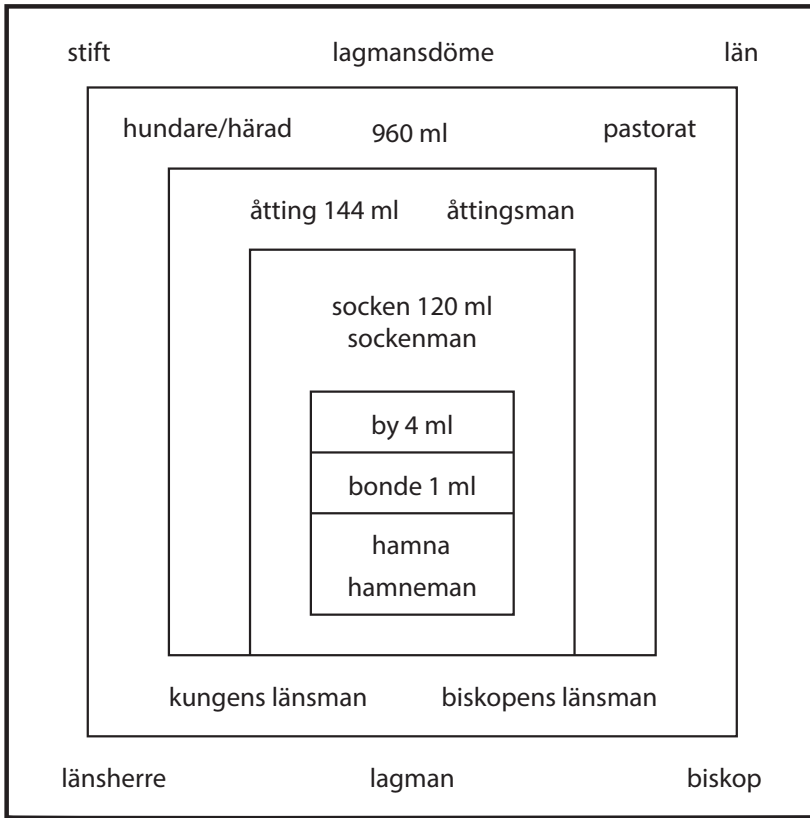 stift lagmansdöme län
hundare/härad 960 ml pastorat
åtting 144 ml åttingsman
socken 120 ml
sockenman
by 4 ml
bonde 1 ml
hamna
hamneman
kungens länsman biskopens länsman
länsherre lagman biskop